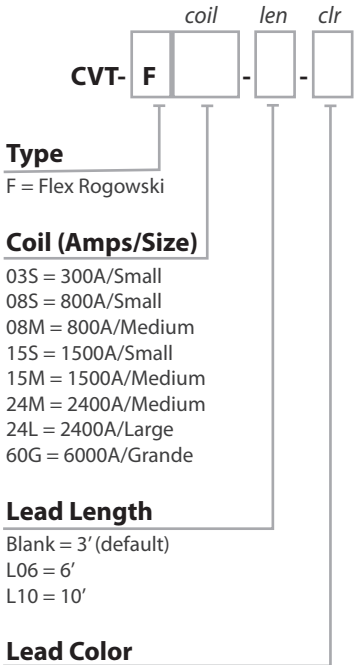 coil len clr
CVT- F - -
Type
F = Flex Rogowski
Coil (Amps/Size)
03S = 300A/Small
08S = 800A/Small
08M = 800A/Medium
15S = 1500A/Small
15M = 1500A/Medium
24M = 2400A/Medium
24L = 2400A/Large
60G = 6000A/Grande
Lead Length
Blank = 3’ (default)
L06 = 6’
L10 = 10’
Lead Color